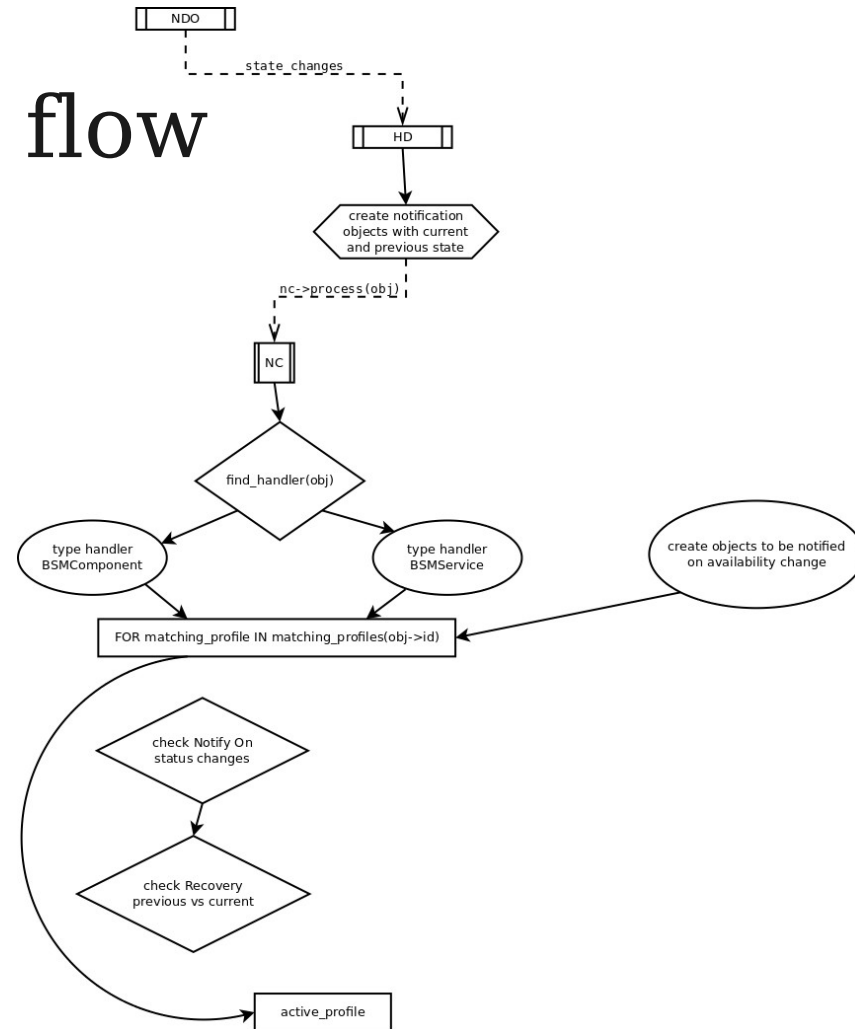 NDO
state changes
flow
HD
create notification
objects with current
and previous state
nc->process(obj)
NC
find_handler(obj)
type handler
BSMComponent
type handler
BSMService
create objects to be notified
on availability change
FOR matching_profile IN matching_profiles(obj->id)
check Notify On
status changes
check Recovery
previous vs current
active_profile